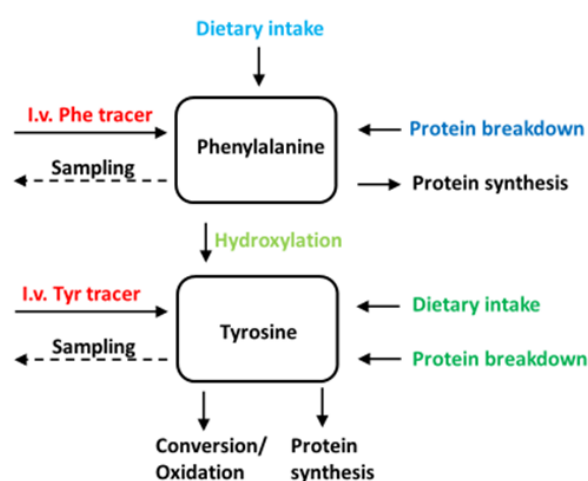 Dietary intake
I.v. Phe tracer
Phenylalanine
Protein breakdown
Sampling
Protein synthesis
Hydroxylation
I.v. Tyr tracer
Tyrosine
Dietary intake
Sampling
Protein breakdown
Conversion/
Oxidation
Protein
synthesis